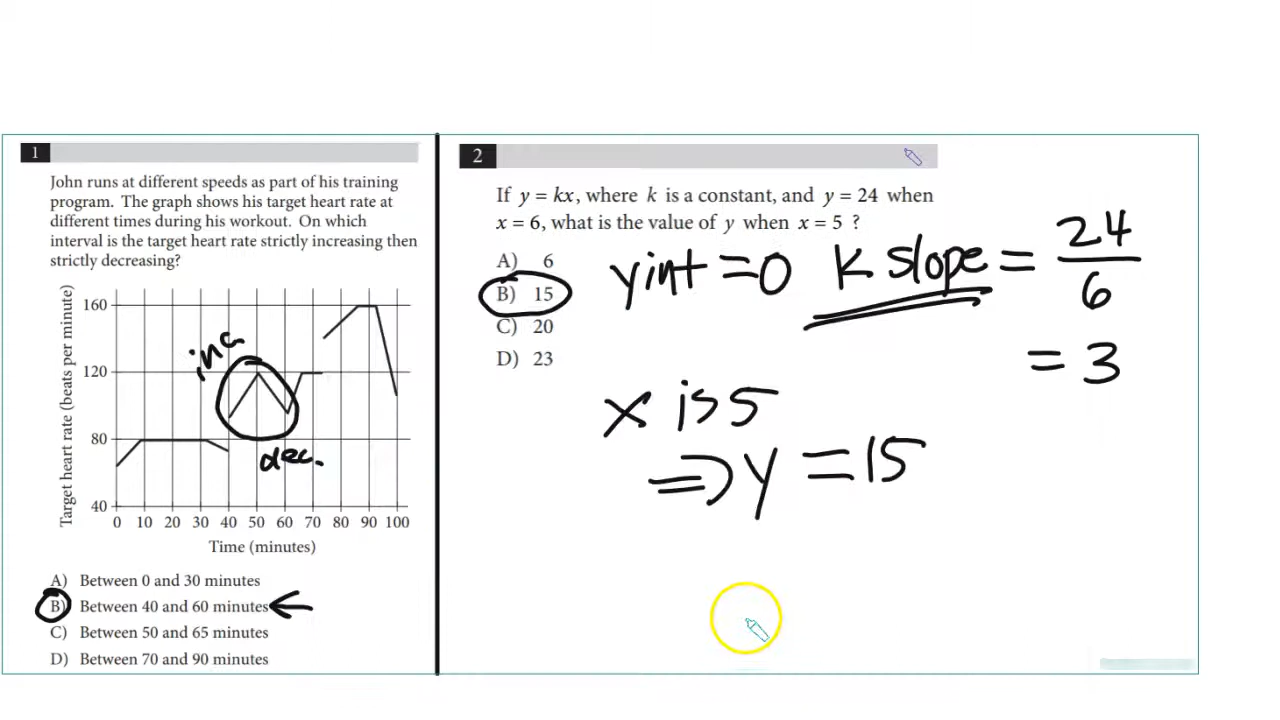 1
John runs at different speeds as part of his training
program. The graph shows his target heart rate at
different times during his workout. On which
interval is the target heart rate strictly increasing then
strictly decreasing?
Target heart rate (beats per minute)
160
120
80
40
inc
dec.
0 10 20 30 40 50 60 70 80 90 100
Time (minutes)
A) Between 0 and 30 minutes
B) Between 40 and 60 minutes
C) Between 50 and 65 minutes
D) Between 70 and 90 minutes
2
If y = kx, where k is a constant, and y = 24 when
x = 6, what is the value of y when x = 5 ?
A) 6
B) 15
C) 20
D) 23
y int = 0 k slope = 24
6
= 3
x is 5
=> y = 15